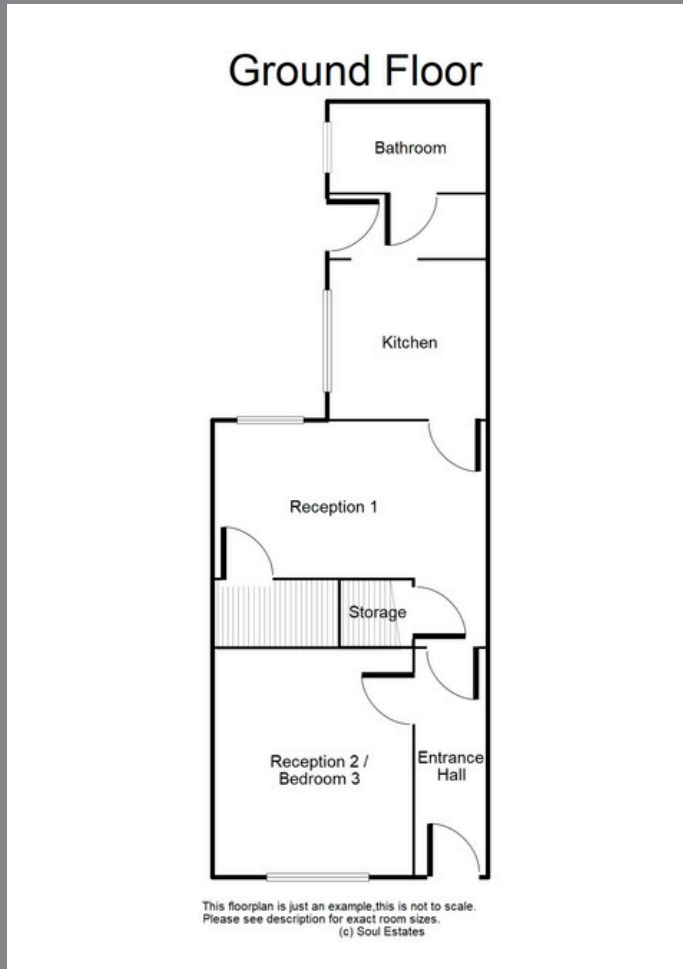 Ground Floor
Bathroom
Kitchen
Reception 1
Storage
Reception 2 /
Bedroom 3
Entrance
Hall
This floorplan is just an example,this is not to scale.
Please see description for exact room sizes.
(c) Soul Estates